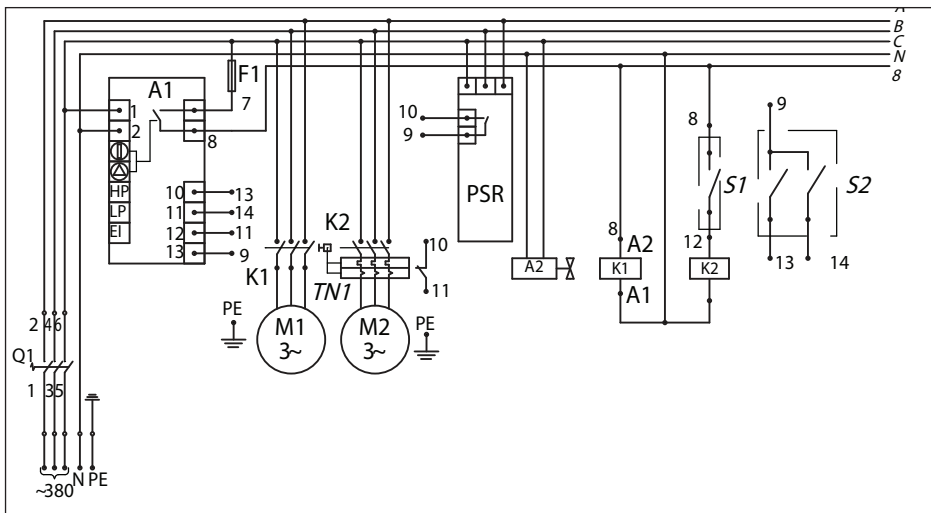 A
B
C
N
8
A1
F1
7
1
2
8
HP
LP
EI
10 13
11 14
12 11
13 9
10
9
PSR
K2
K1
TN1
10
11
PE
M1
3~
M2
3~
PE
A2
8
A2
K1
A1
8
S1
12
K2
9
S2
13 14
2 4 6
Q1
1 3 5
~380
N PE